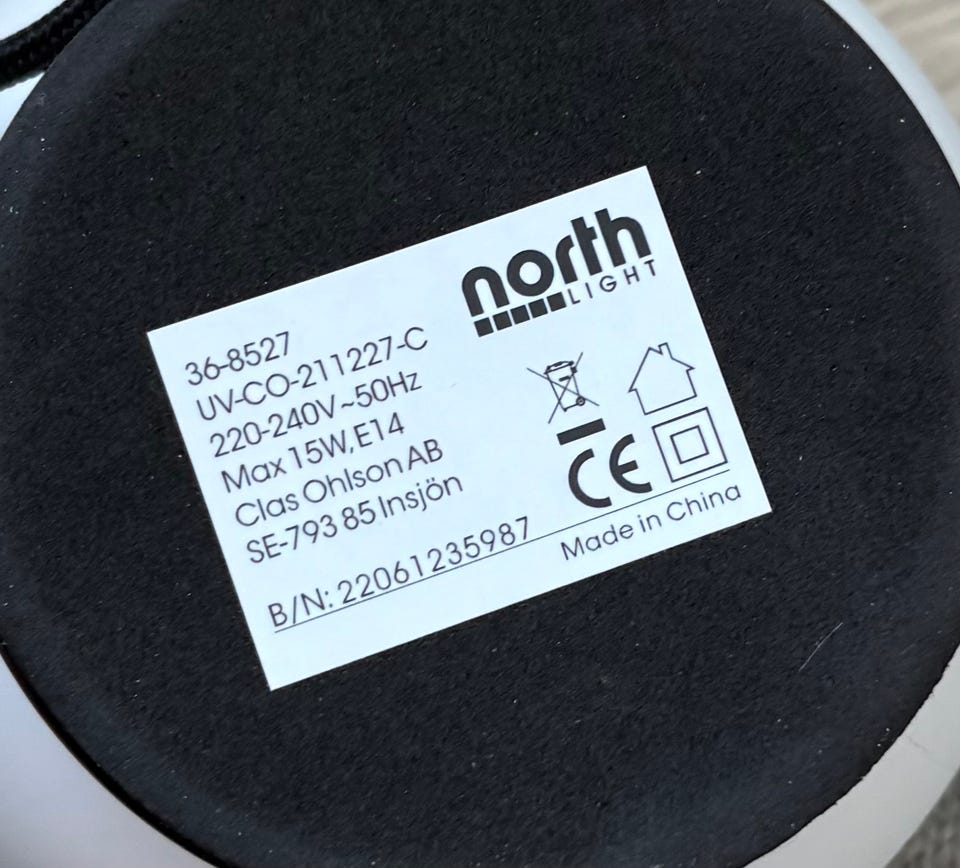 north
LIGHT
36-8527
UV-CO-211227-C
220-240V~50Hz
Max 15W, E14
Clas Ohlson AB
SE-793 85 Insjön
CE
B/N: 22061235987
Made in China